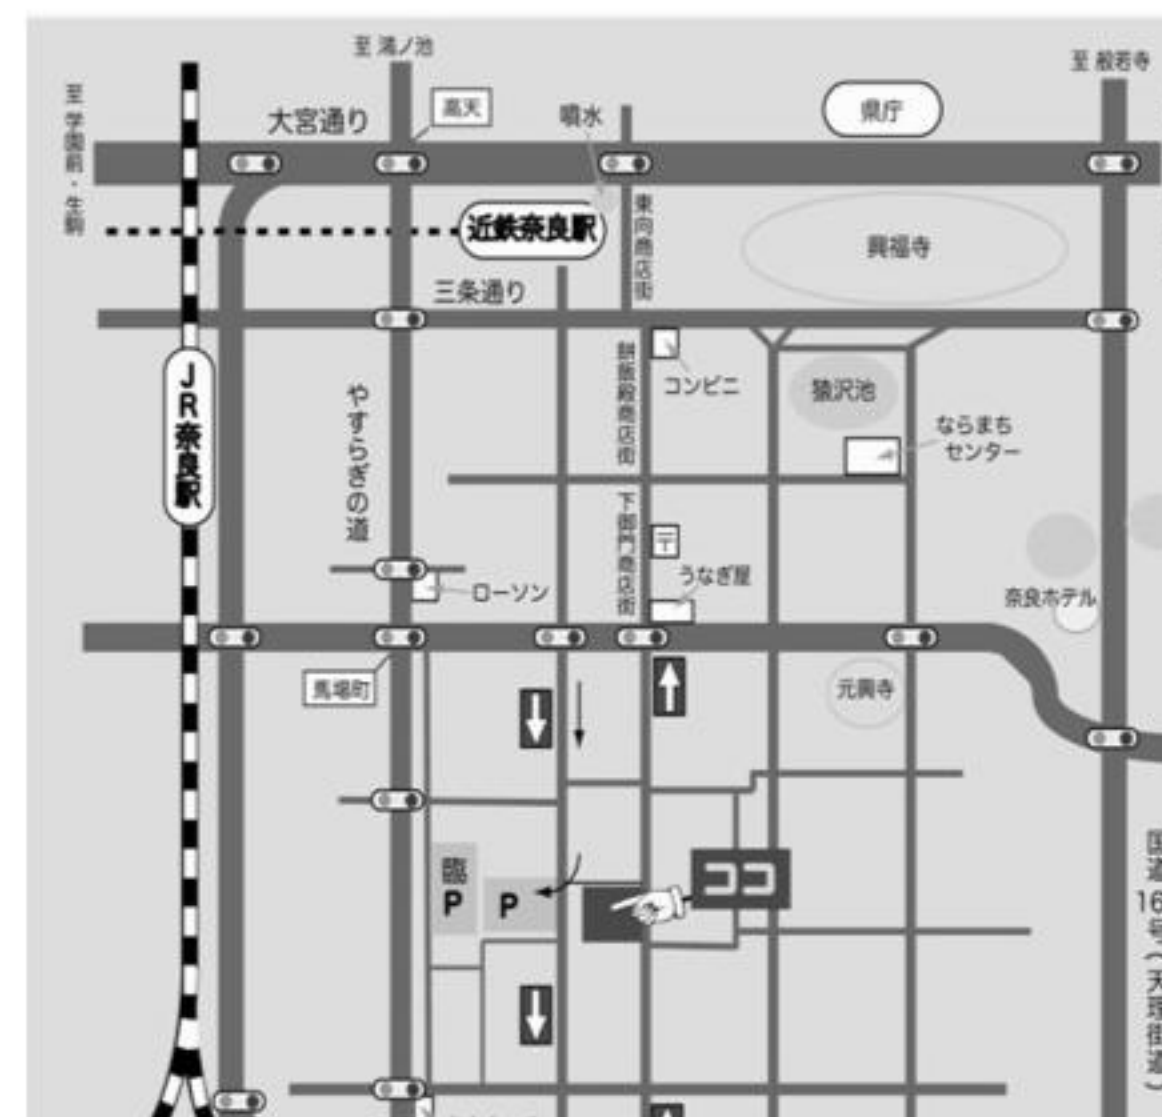 至 鴻ノ池
至 般若寺
至 学園前・生駒
大宮通り
高天
噴水
県庁
近鉄奈良駅
東向商店街
興福寺
三条通り
JR奈良駅
やすらぎの道
餅飯殿商店街
コンビニ
猿沢池
ならまち
センター
下御門商店街
〒
うなぎ屋
ローソン
奈良ホテル
馬場町
元興寺
臨
P
P
ココ